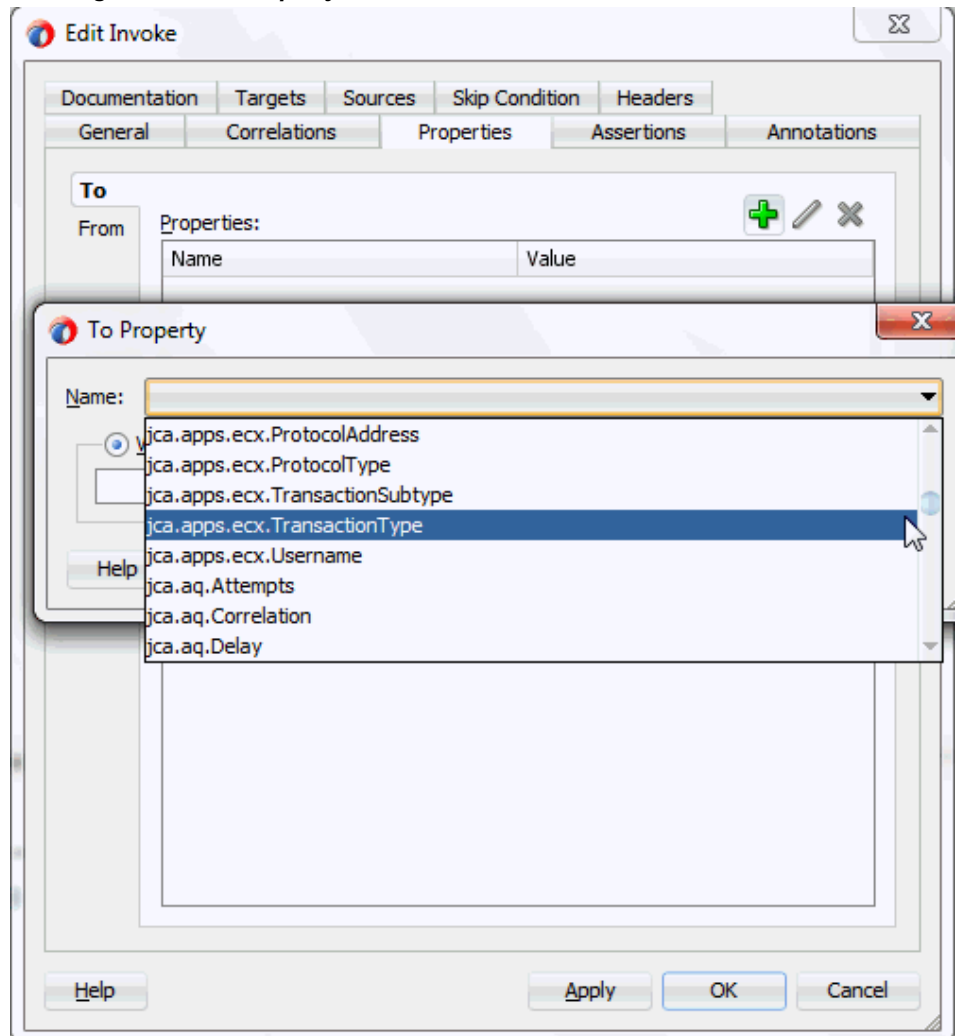 Edit Invoke
Documentation Targets Sources Skip Condition Headers
General Correlations Properties Assertions Annotations
To
From
Properties:
Name Value
To Property
Name:
jca.apps.ecx.ProtocolAddress
jca.apps.ecx.ProtocolType
jca.apps.ecx.TransactionSubtype
jca.apps.ecx.TransactionType
jca.apps.ecx.Username
Help
jca.aq.Attempts
jca.aq.Correlation
jca.aq.Delay
Help Apply OK Cancel